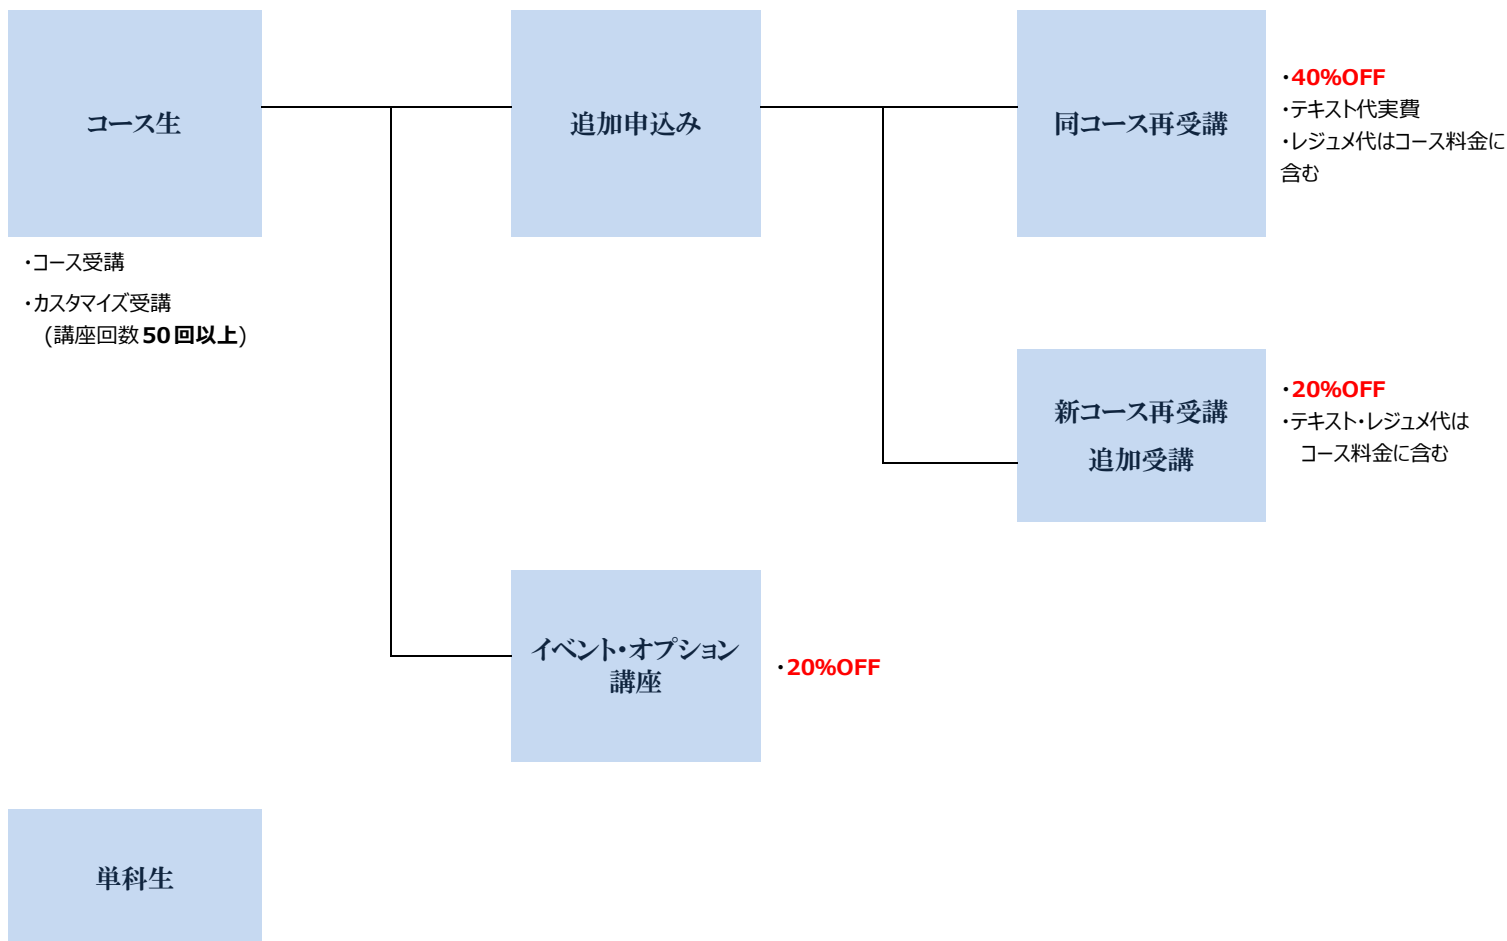 コース生
・コース受講
・カスタマイズ受講
(講座回数50回以上)
追加申込み
同コース再受講
・40%OFF
・テキスト代実費
・レジュメ代はコース料金に
含む
新コース再受講
追加受講
・20%OFF
・テキスト・レジュメ代は
コース料金に含む
イベント・オプション
講座
・20%OFF
単科生